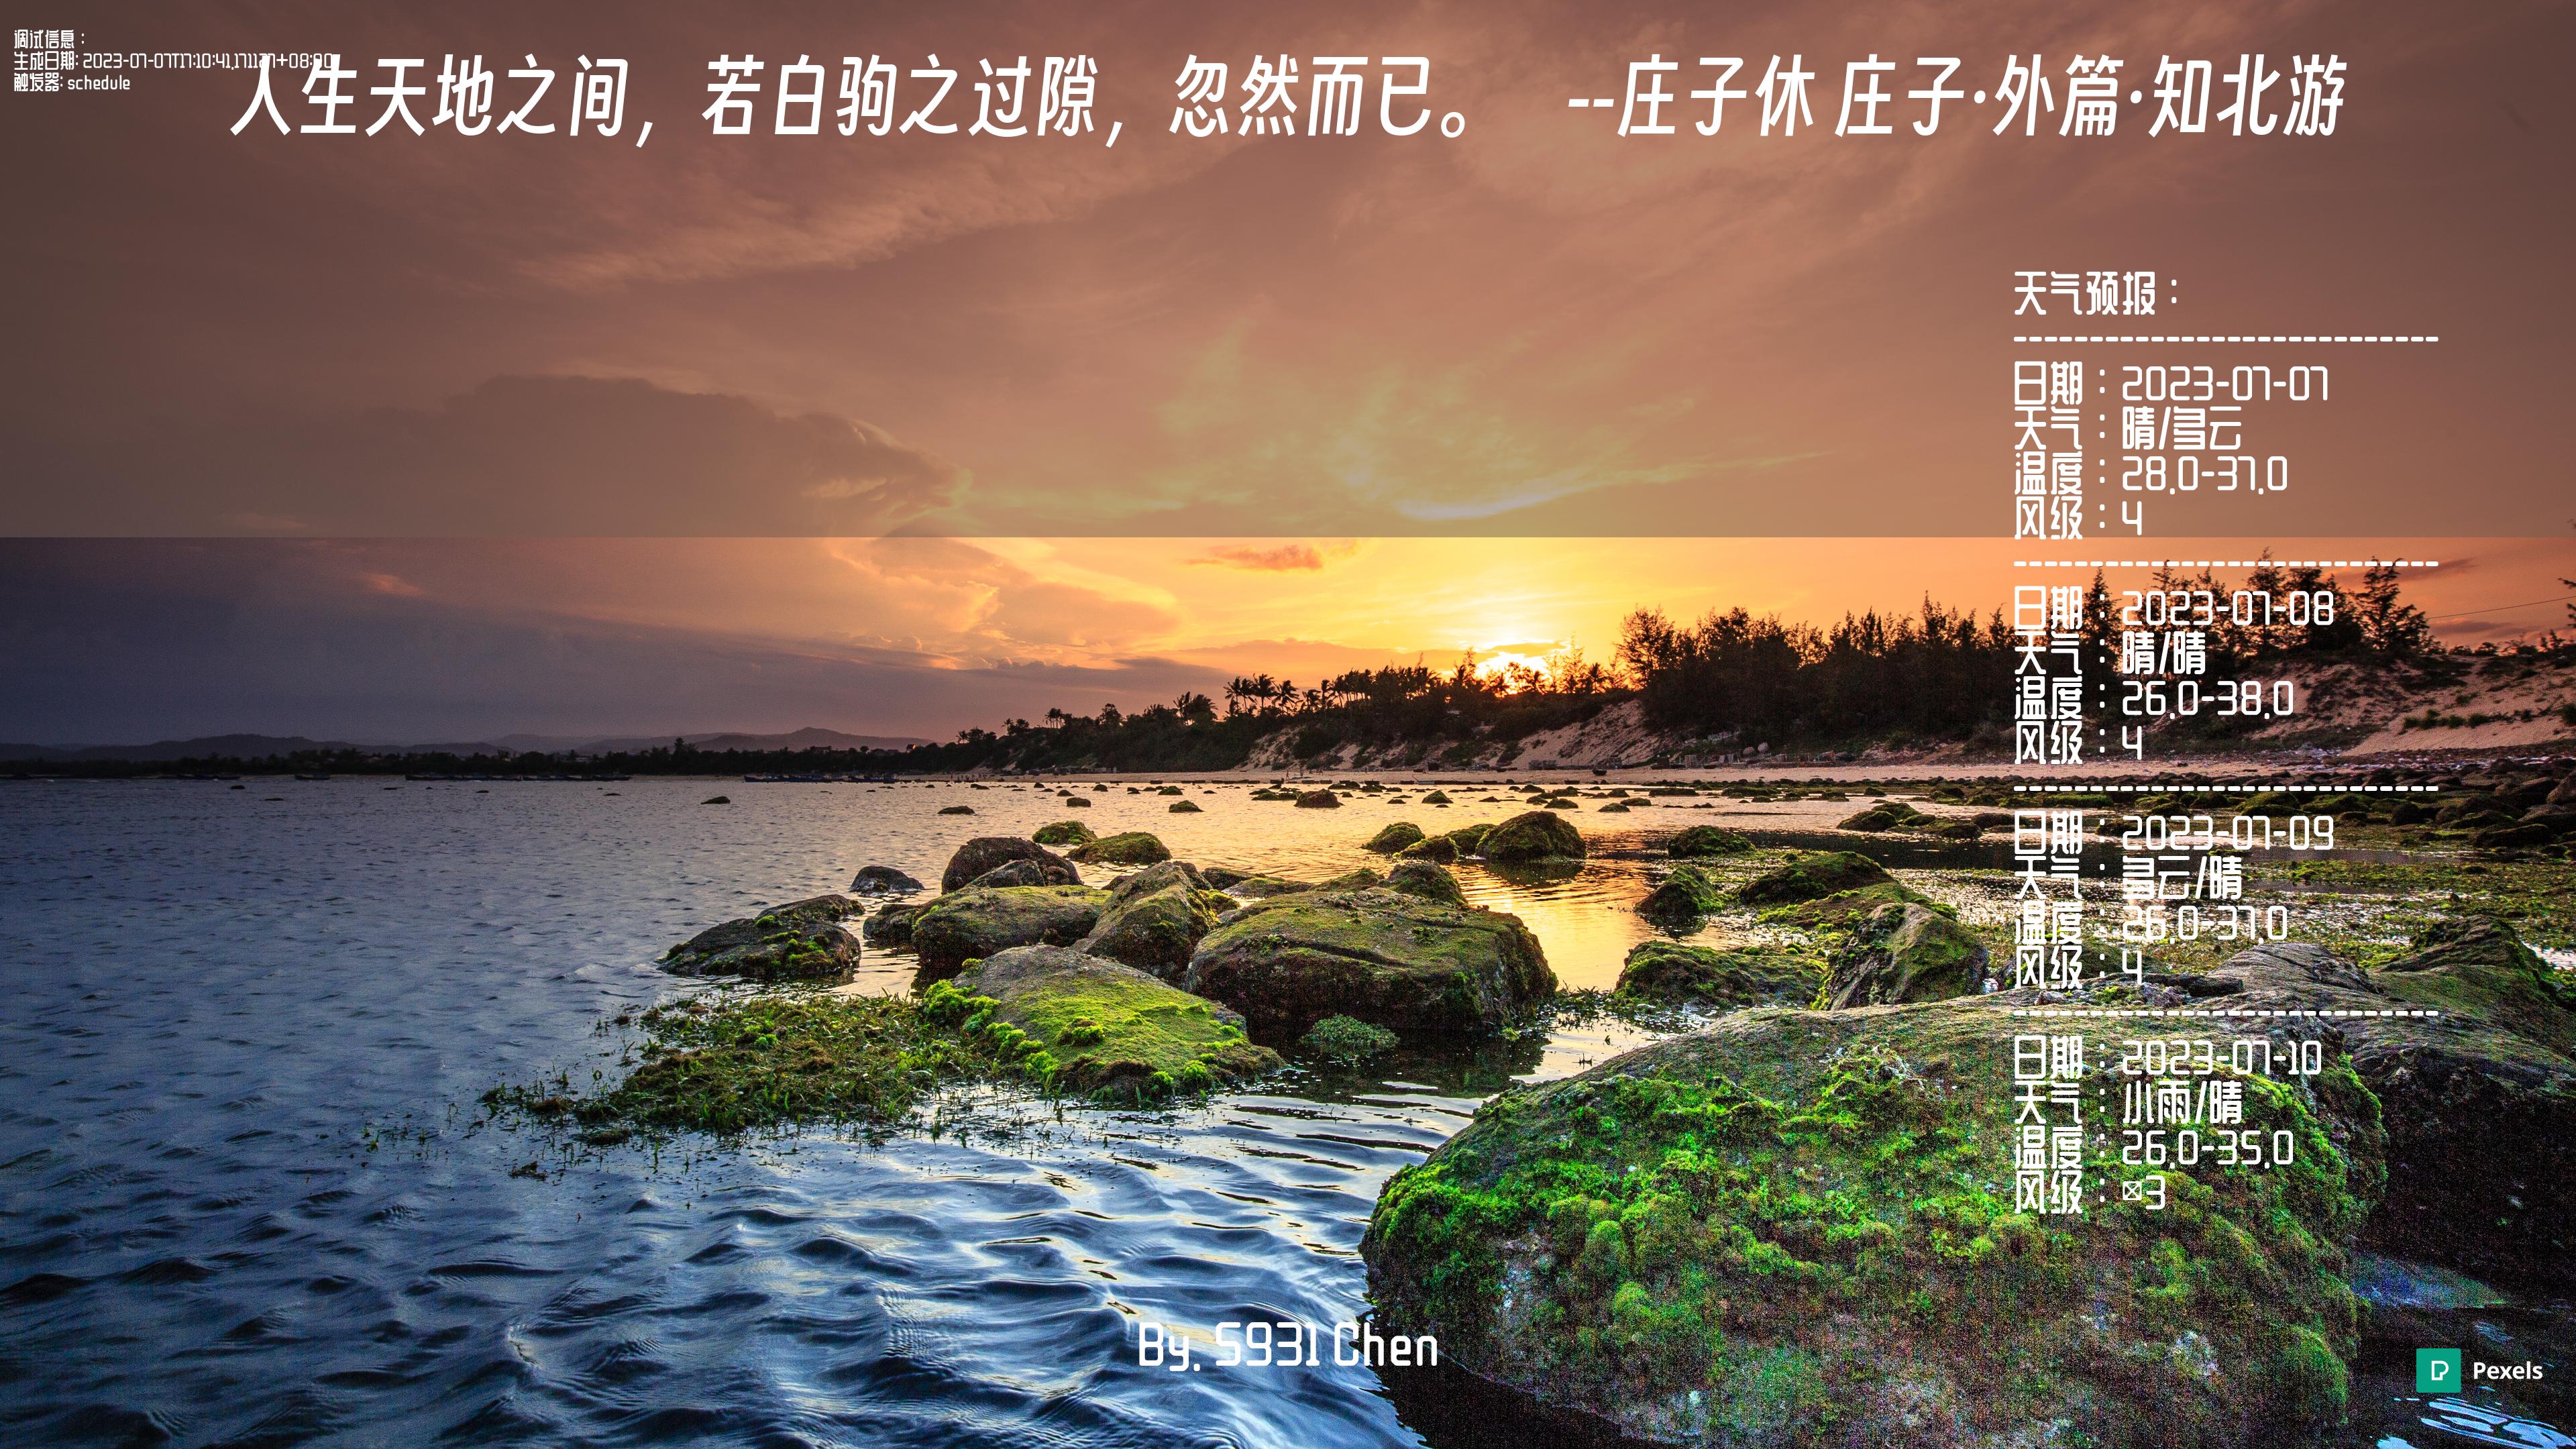 调试信息：
生成日期: 2023-07-07T17:10:41.171127+08:00
触发器: schedule
人生天地之间，若白驹之过隙，忽然而已。 --庄子休 庄子·外篇·知北游
天气预报：
----------------------------
日期：2023-07-07
天气：晴/多云
温度：28.0-37.0
风级：4
----------------------------
日期：2023-07-08
天气：晴/晴
温度：26.0-38.0
风级：4
----------------------------
日期：2023-07-09
天气：多云/晴
温度：26.0-37.0
风级：4
----------------------------
日期：2023-07-10
天气：小雨/晴
温度：26.0-35.0
风级：3
By. S931 Chen
Pexels